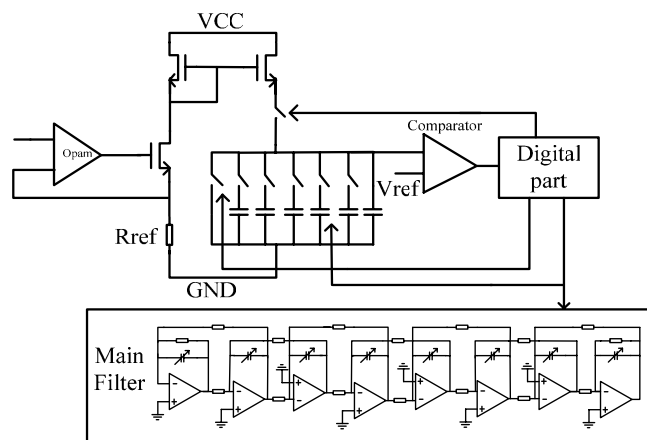 VCC
Opam
Comparator
Vref
Digital
part
Rref
GND
Main
Filter